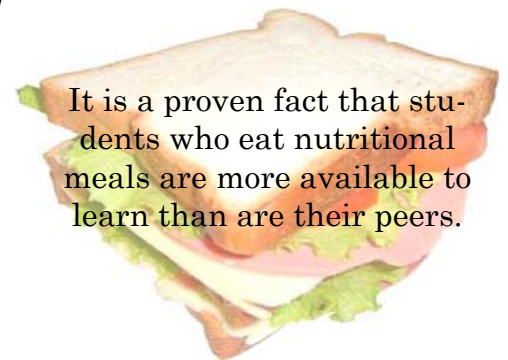 It is a proven fact that stu-
dents who eat nutritional
meals are more available to
learn than are their peers.